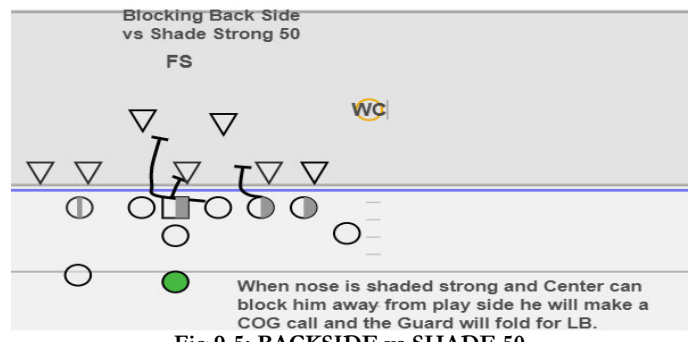 Blocking Back Side
vs Shade Strong 50
FS
WC
When nose is shaded strong and Center can
block him away from play side he will make a
COG call and the Guard will fold for LB.
Fig 9-5: BACKSIDE vs SHADE 50